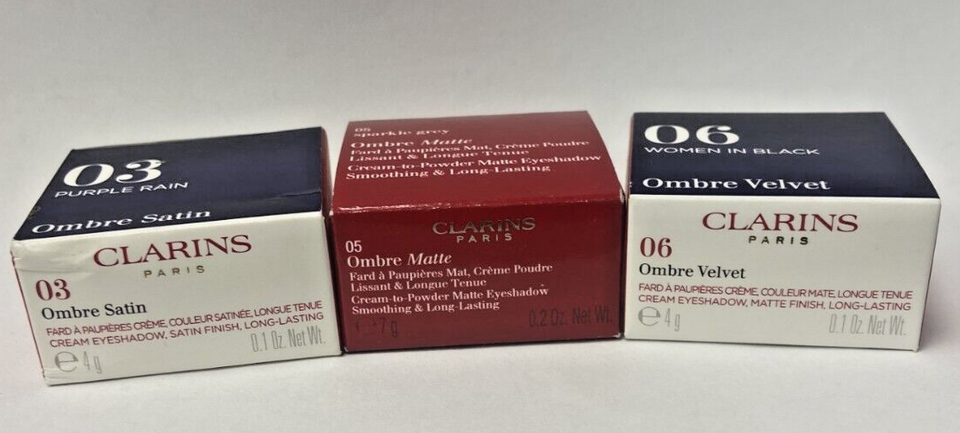 03
PURPLE RAIN
Ombre Satin
CLARINS
PARIS
03
Ombre Satin
FARD À PAUPIÈRES CRÈME, COULEUR SATINÉE, LONGUE TENUE
CREAM EYESHADOW, SATIN FINISH, LONG-LASTING
e 4 g 0.1 Oz. Net Wt.
05
sparkle grey
Ombre Matte
Fard à Paupières Mat, Crème Poudre
Lissant & Longue Tenue
Cream-to-Powder Matte Eyeshadow
Smoothing & Long-Lasting
CLARINS
PARIS
05
Ombre Matte
Fard à Paupières Mat, Crème Poudre
Lissant & Longue Tenue
Cream-to-Powder Matte Eyeshadow
Smoothing & Long-Lasting
e 7 g 0.2 Oz. Net Wt.
06
WOMEN IN BLACK
Ombre Velvet
CLARINS
PARIS
06
Ombre Velvet
FARD À PAUPIÈRES CRÈME, COULEUR MATE, LONGUE TENUE
CREAM EYESHADOW, MATTE FINISH, LONG-LASTING
e 4 g 0.1 Oz. Net Wt.